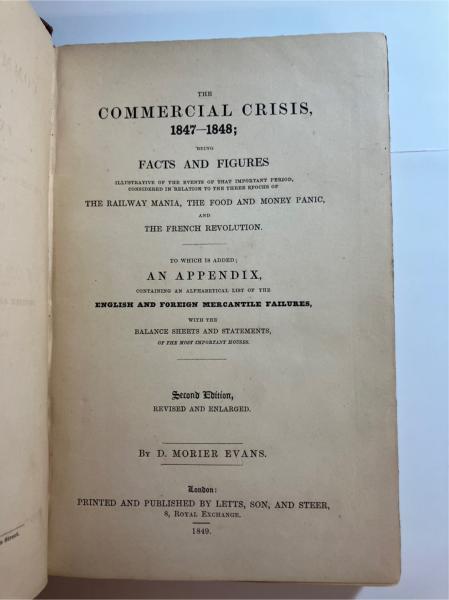 THE
COMMERCIAL CRISIS,
1847—1848;
BEING
FACTS AND FIGURES
ILLUSTRATIVE OF THE EVENTS OF THAT IMPORTANT PERIOD,
CONSIDERED IN RELATION TO THE THREE EPOCHS OF
THE RAILWAY MANIA, THE FOOD AND MONEY PANIC,
AND
THE FRENCH REVOLUTION.
TO WHICH IS ADDED;
AN APPENDIX,
CONTAINING AN ALPHABETICAL LIST OF THE
ENGLISH AND FOREIGN MERCANTILE FAILURES,
WITH THE
BALANCE SHEETS AND STATEMENTS,
OF THE MOST IMPORTANT HOUSES.
Second Edition,
REVISED AND ENLARGED.
BY D. MORIER EVANS.
London:
PRINTED AND PUBLISHED BY LETTS, SON, AND STEER,
8, ROYAL EXCHANGE.
1849.